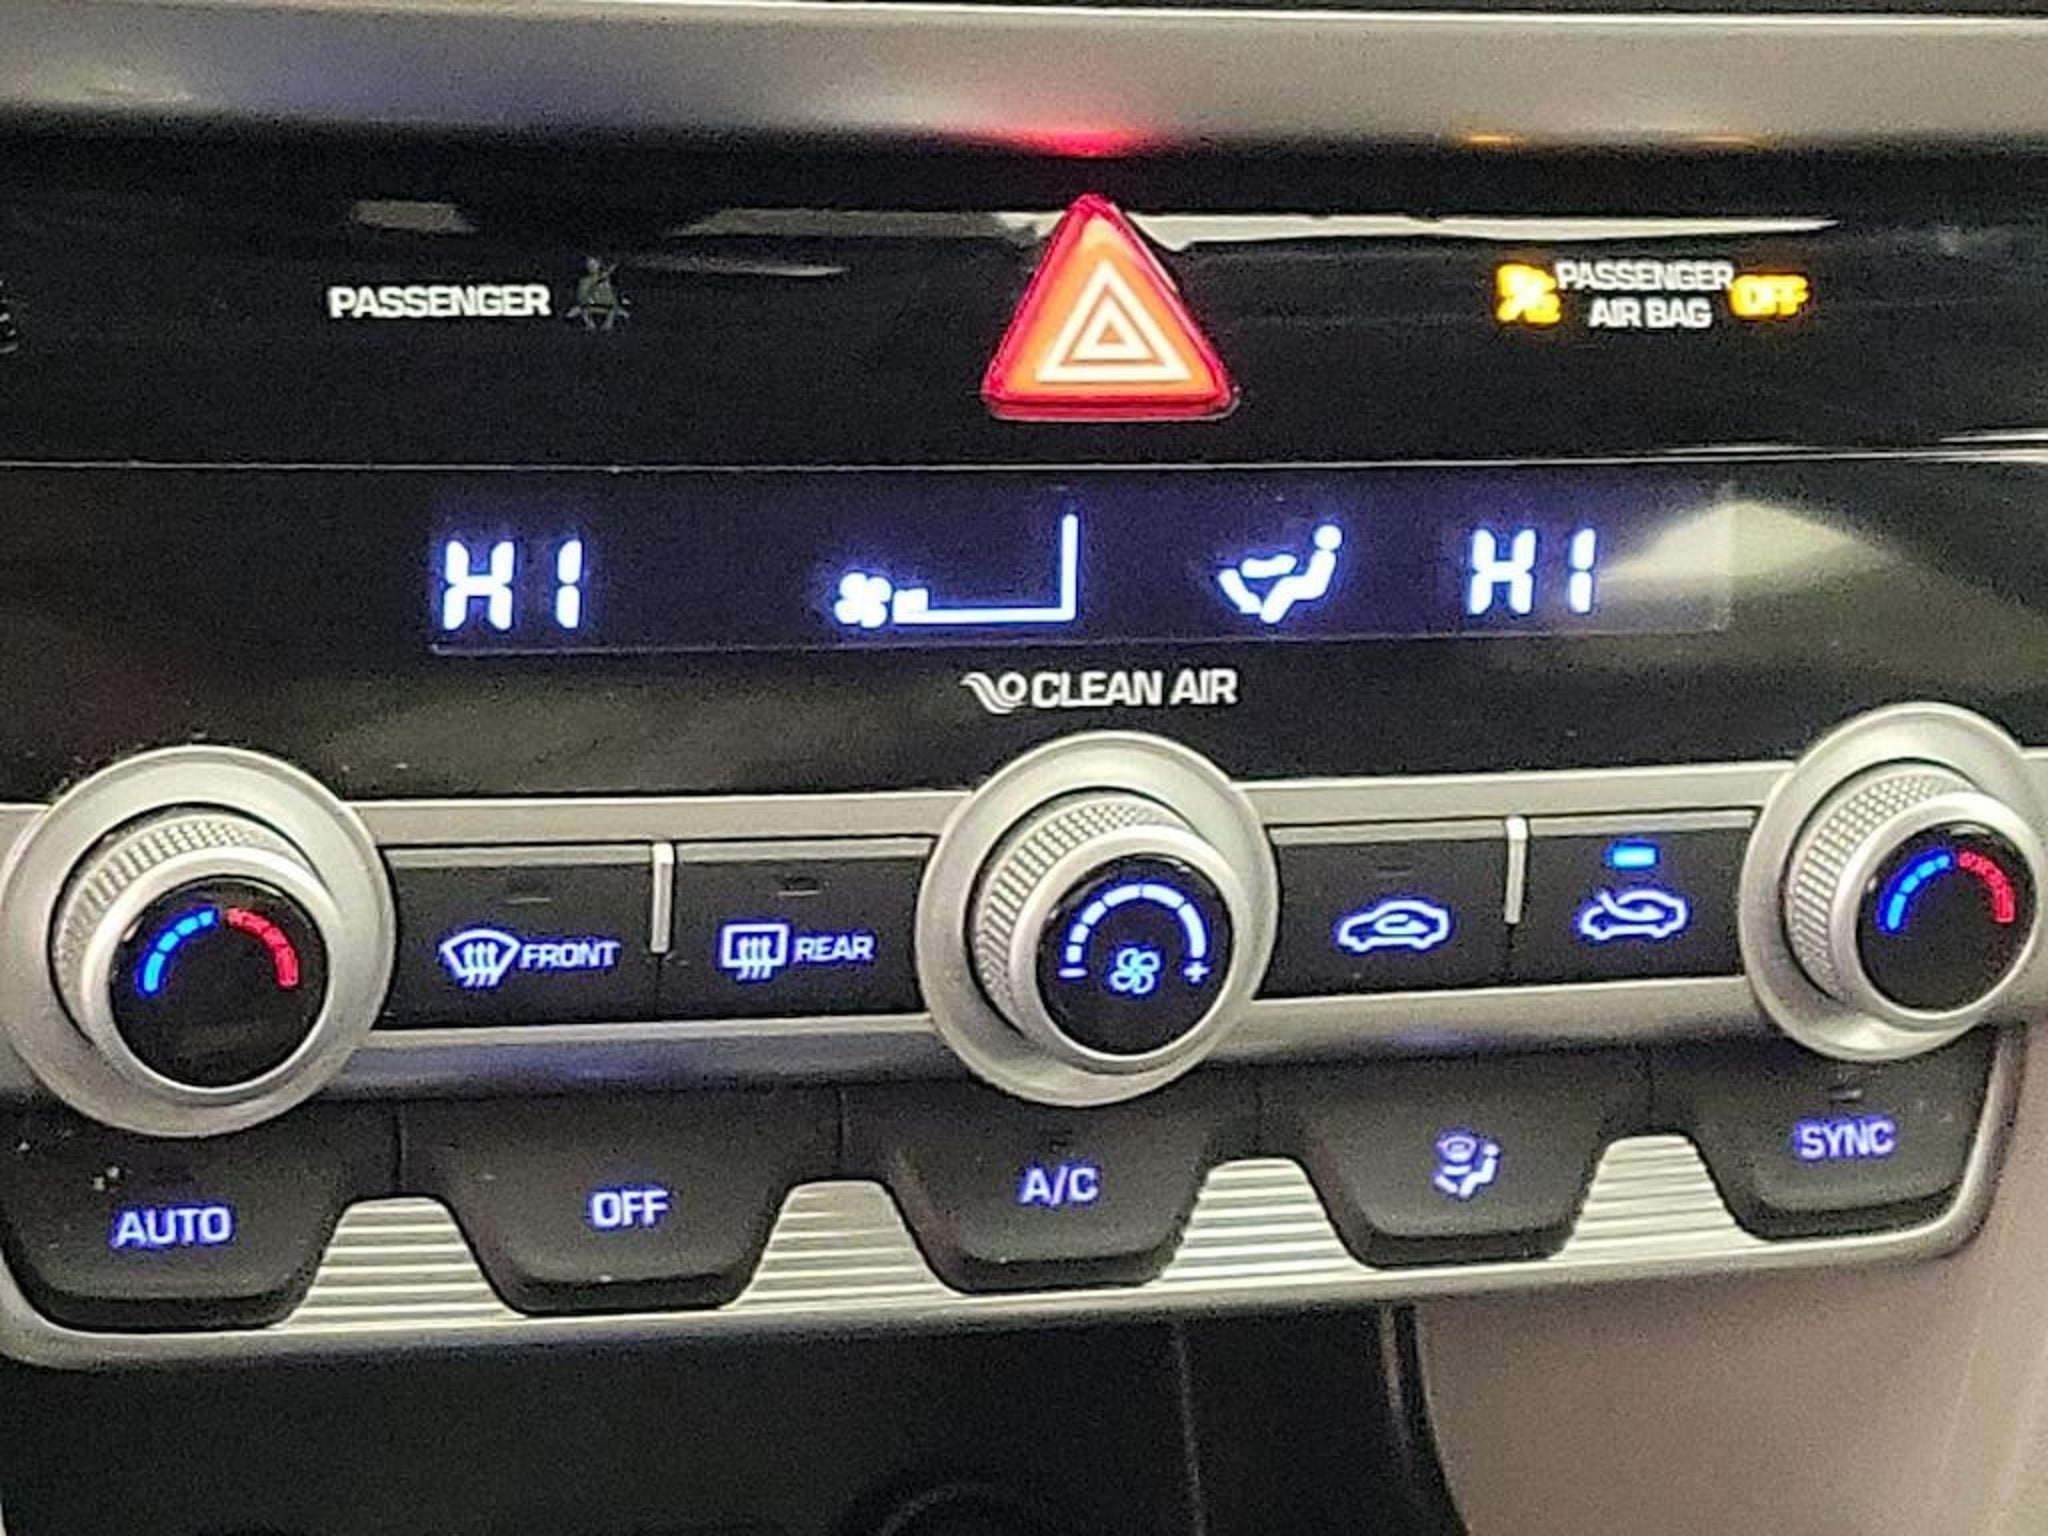 PASSENGER
PASSENGER
AIR BAG
OFF
HI
HI
CLEAN AIR
FRONT
REAR
- +
AUTO
OFF
A/C
SYNC